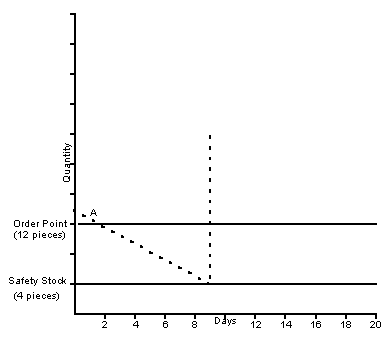 Quantity
A
Order Point
(12 pieces)
Safety Stock
(4 pieces)
Days
2 4 6 8 10 12 14 16 18 20